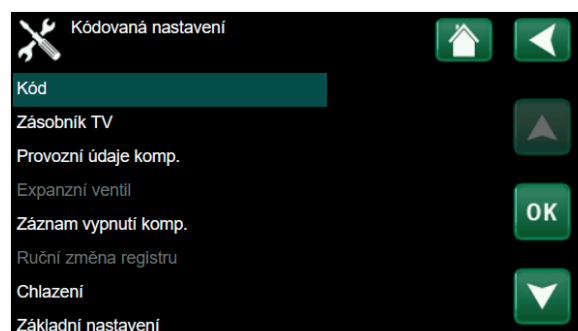 Kódovaná nastavení
Kód
Zásobník TV
Provozní údaje komp.
Expanzní ventil
Záznam vypnutí komp.
OK
Ruční změna registru
Chlazení
Základní nastavení